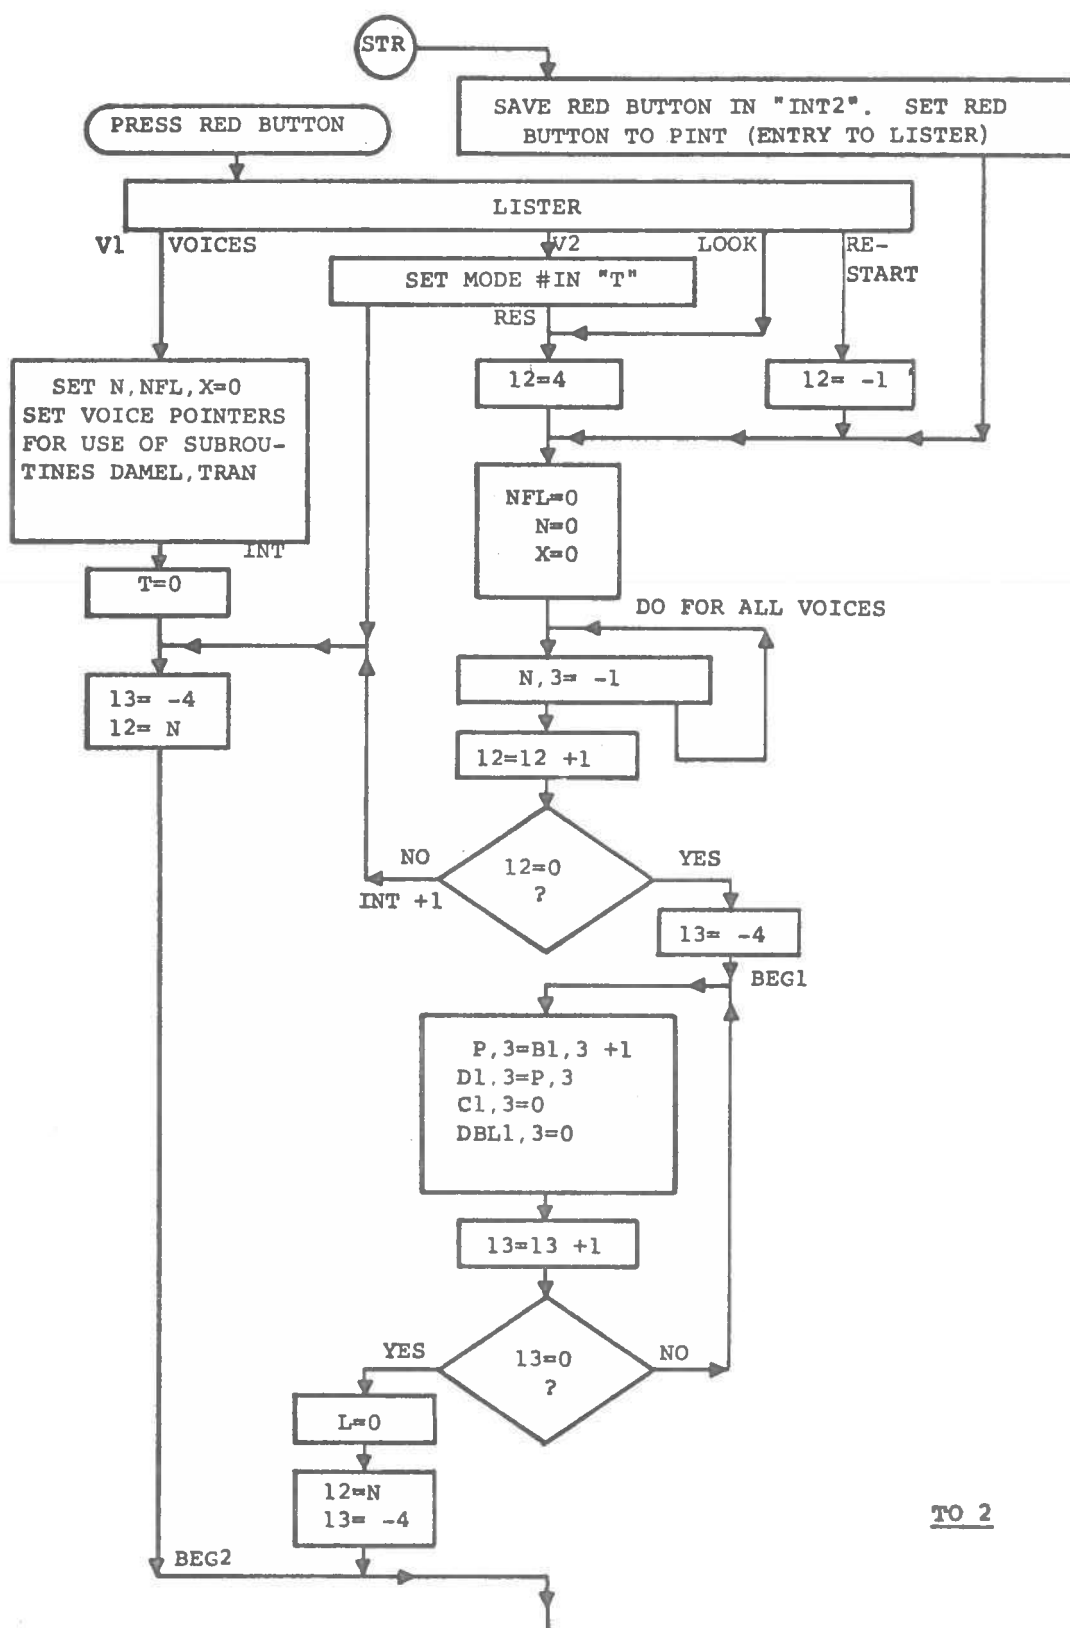 STR
SAVE RED BUTTON IN "INT2". SET RED
BUTTON TO PINT (ENTRY TO LISTER)
PRESS RED BUTTON
LISTER
V1 VOICES
V2
LOOK
RE-
START
SET MODE #IN "T"
RES
SET N,NFL,X=0
SET VOICE POINTERS
FOR USE OF SUBROU-
TINES DAMEL,TRAN
12=4
12= -1
NFL=0
N=0
X=0
INT
T=0
DO FOR ALL VOICES
N,3= -1
13= -4
12= N
12=12 +1
NO
12=0
?
YES
INT +1
13= -4
BEG1
P,3=B1,3 +1
D1,3=P,3
C1,3=0
DBL1,3=0
13=13 +1
YES
13=0
?
NO
L=0
12=N
13= -4
TO 2
BEG2